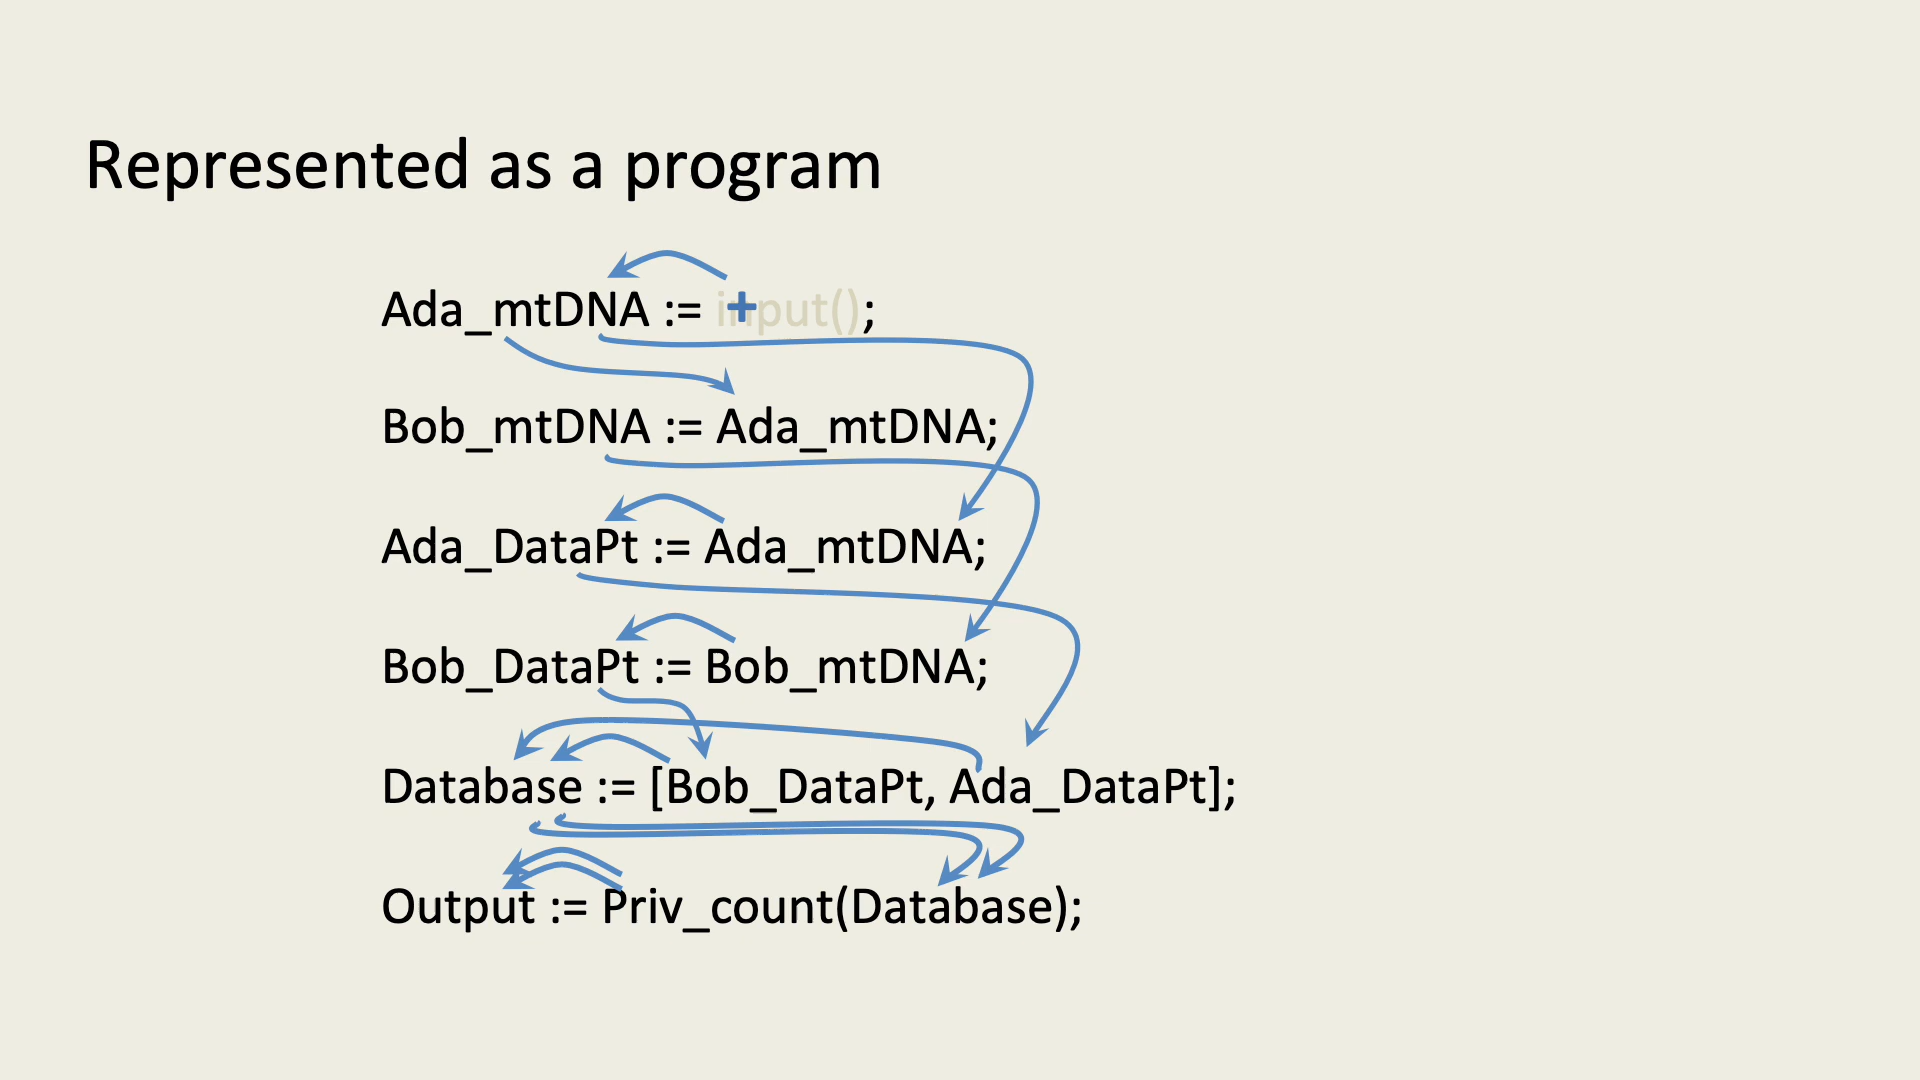 Represented as a program
Ada_mtDNA := input();
+
Bob_mtDNA := Ada_mtDNA;
Ada_DataPt := Ada_mtDNA;
Bob_DataPt := Bob_mtDNA;
Database := [Bob_DataPt, Ada_DataPt];
Output := Priv_count(Database);